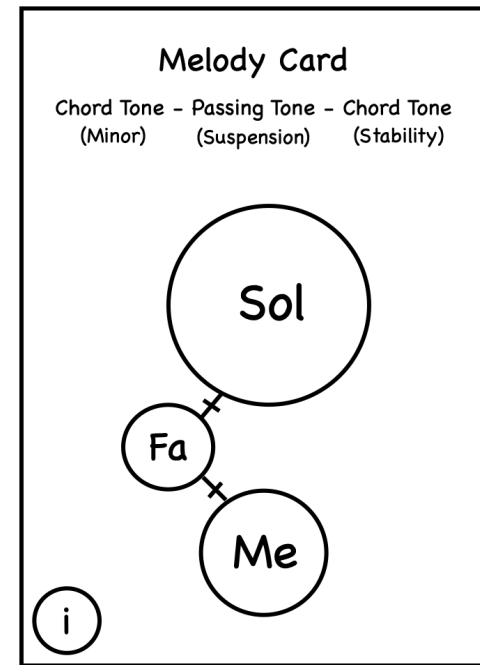 Melody Card
Chord Tone - Passing Tone - Chord Tone
(Minor) (Suspension) (Stability)
Sol
Fa
Me
i